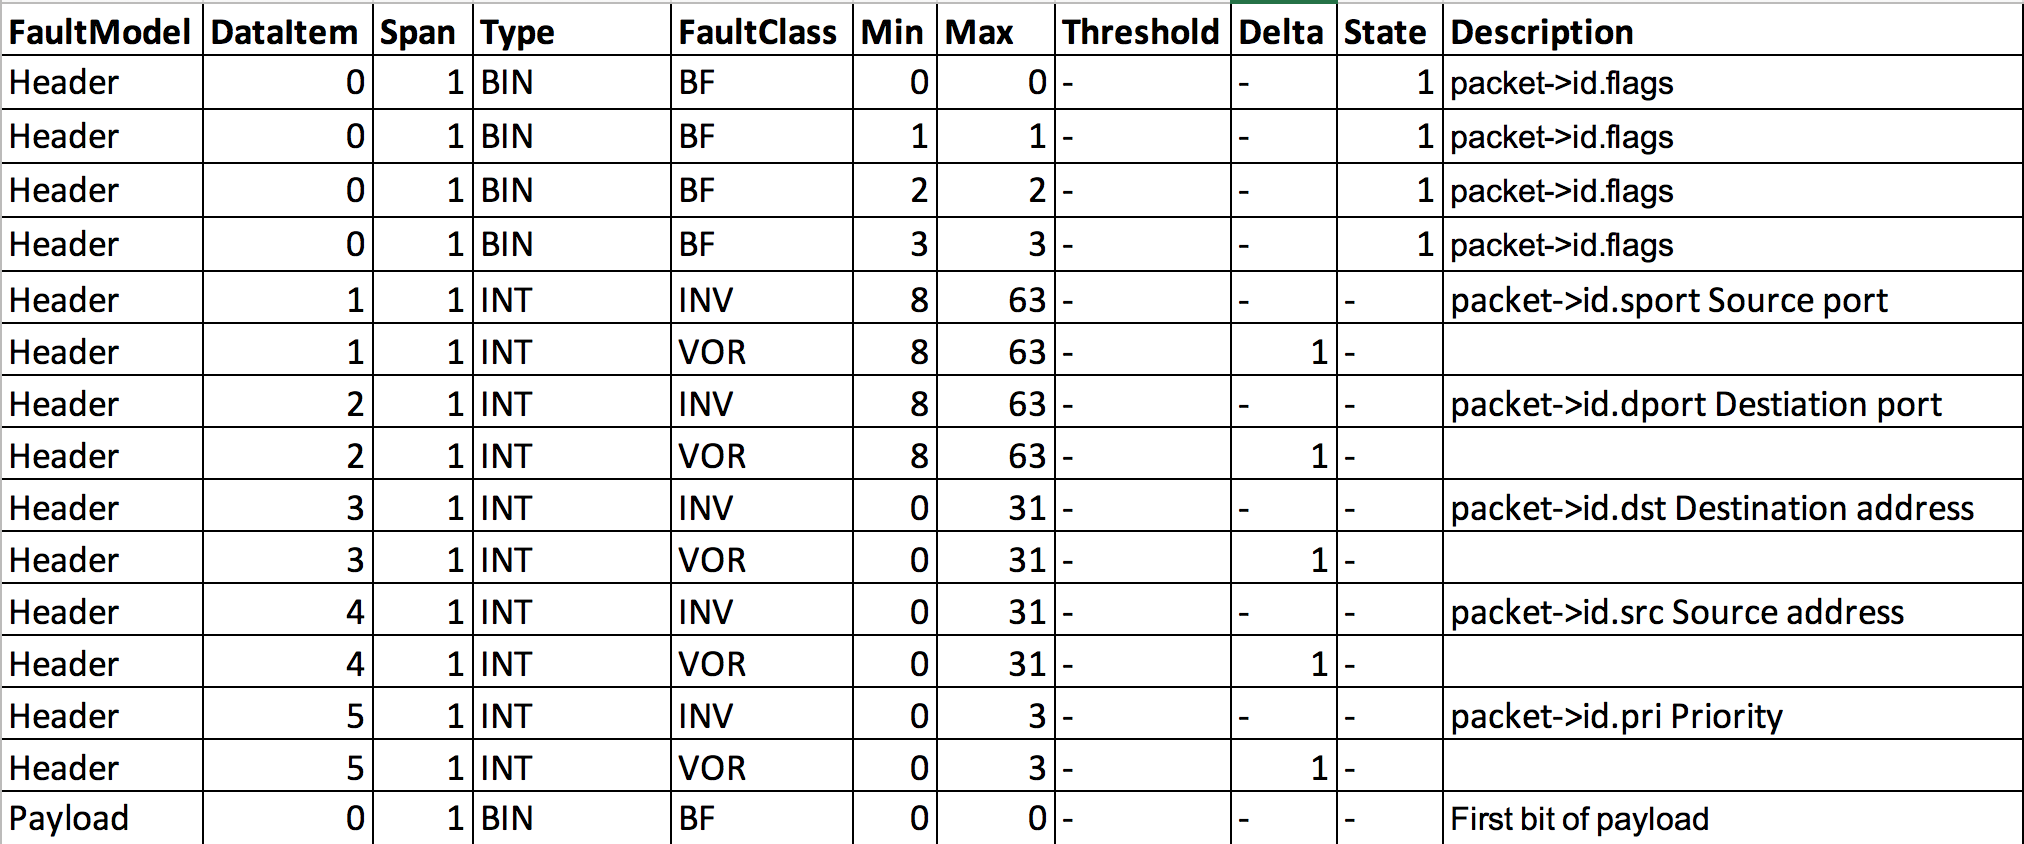 FaultModel DataItem Span Type FaultClass Min Max Threshold Delta State Description
Header 0 1 BIN BF 0 0 - - 1 packet->id.flags
Header 0 1 BIN BF 1 1 - - 1 packet->id.flags
Header 0 1 BIN BF 2 2 - - 1 packet->id.flags
Header 0 1 BIN BF 3 3 - - 1 packet->id.flags
Header 1 1 INT INV 8 63 - - - packet->id.sport Source port
Header 1 1 INT VOR 8 63 - 1 -
Header 2 1 INT INV 8 63 - - - packet->id.dport Destiation port
Header 2 1 INT VOR 8 63 - 1 -
Header 3 1 INT INV 0 31 - - - packet->id.dst Destination address
Header 3 1 INT VOR 0 31 - 1 -
Header 4 1 INT INV 0 31 - - - packet->id.src Source address
Header 4 1 INT VOR 0 31 - 1 -
Header 5 1 INT INV 0 3 - - - packet->id.pri Priority
Header 5 1 INT VOR 0 3 - 1 -
Payload 0 1 BIN BF 0 0 - - - First bit of payload